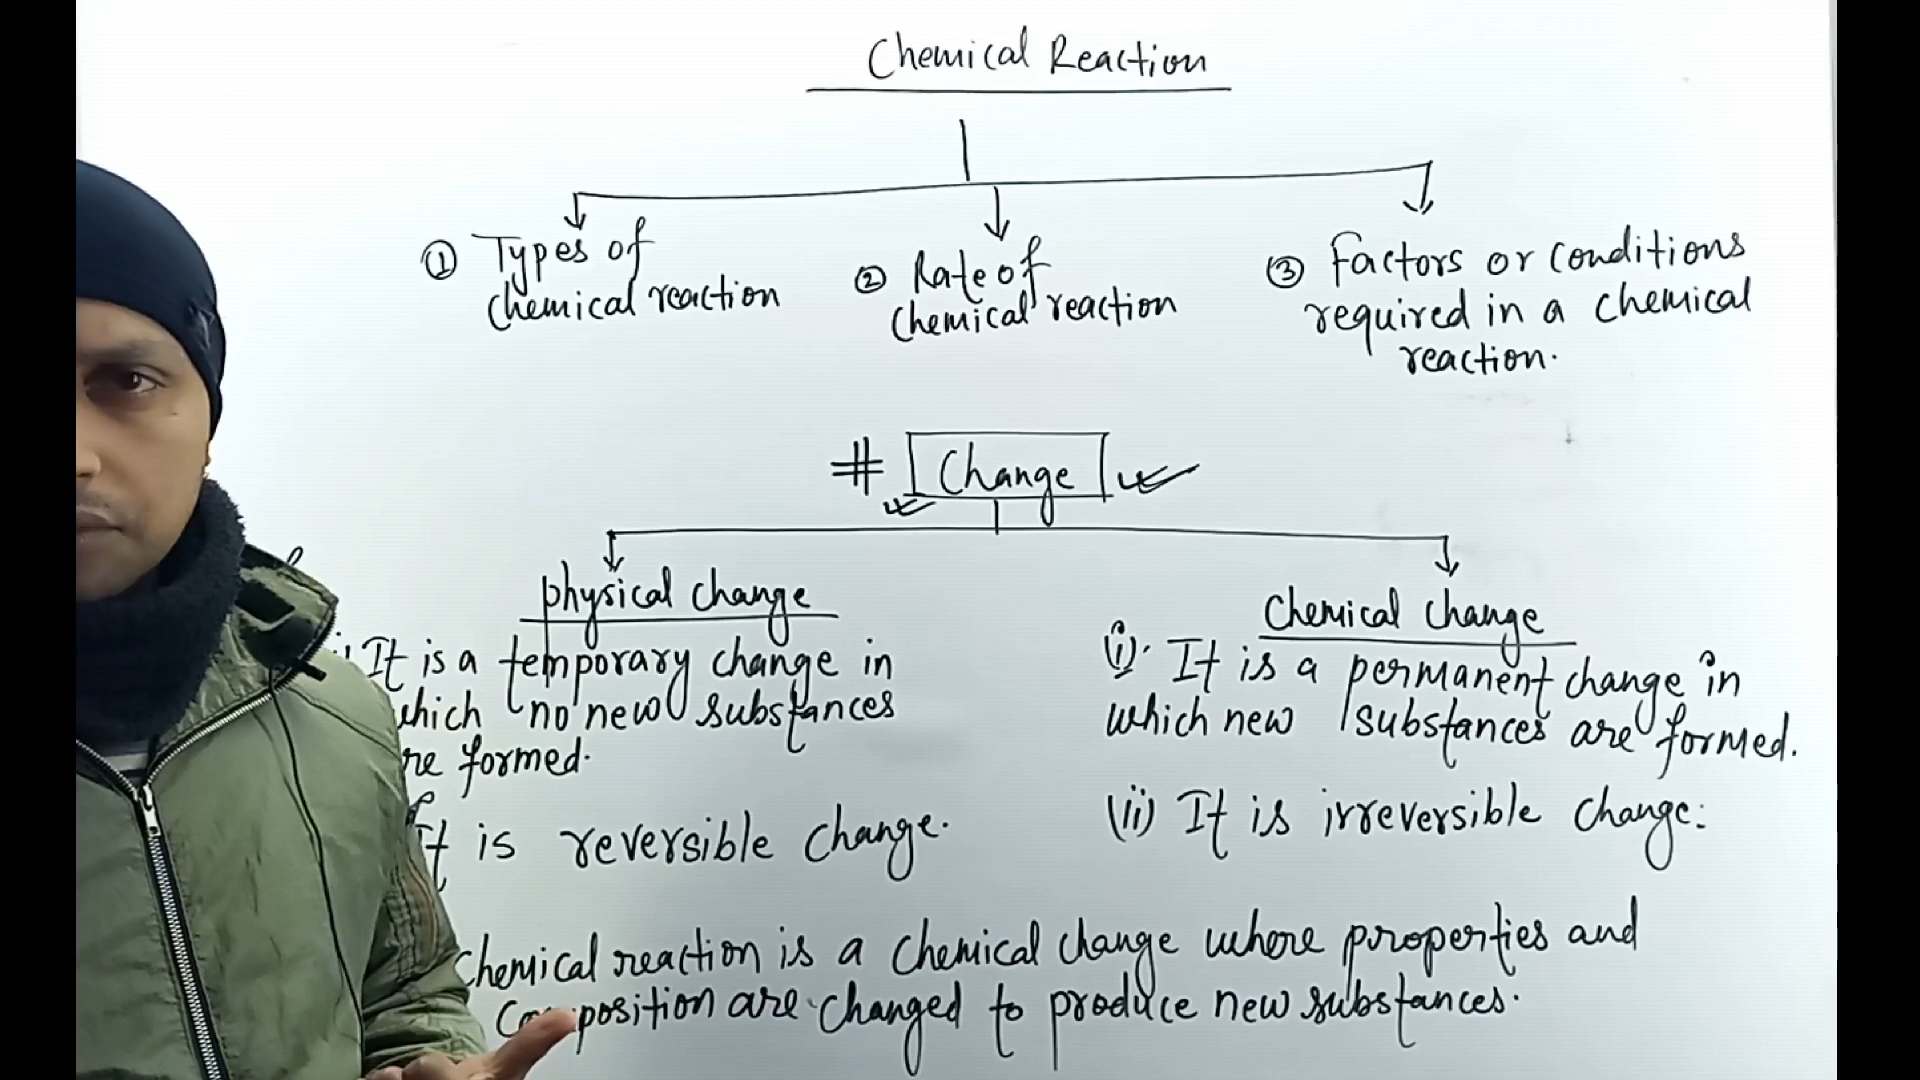 Chemical Reaction
① Types of
chemical reaction
② Rate of
chemical reaction
③ Factors or conditions
required in a chemical
reaction.
# Change
physical change
It is a temporary change in
which no new substances
formed.
It is reversible change.
Chemical change
(i). It is a permanent change in
which new substances are formed.
(ii) It is irreversible change:
Chemical reaction is a chemical change where properties and
composition are changed to produce new substances.